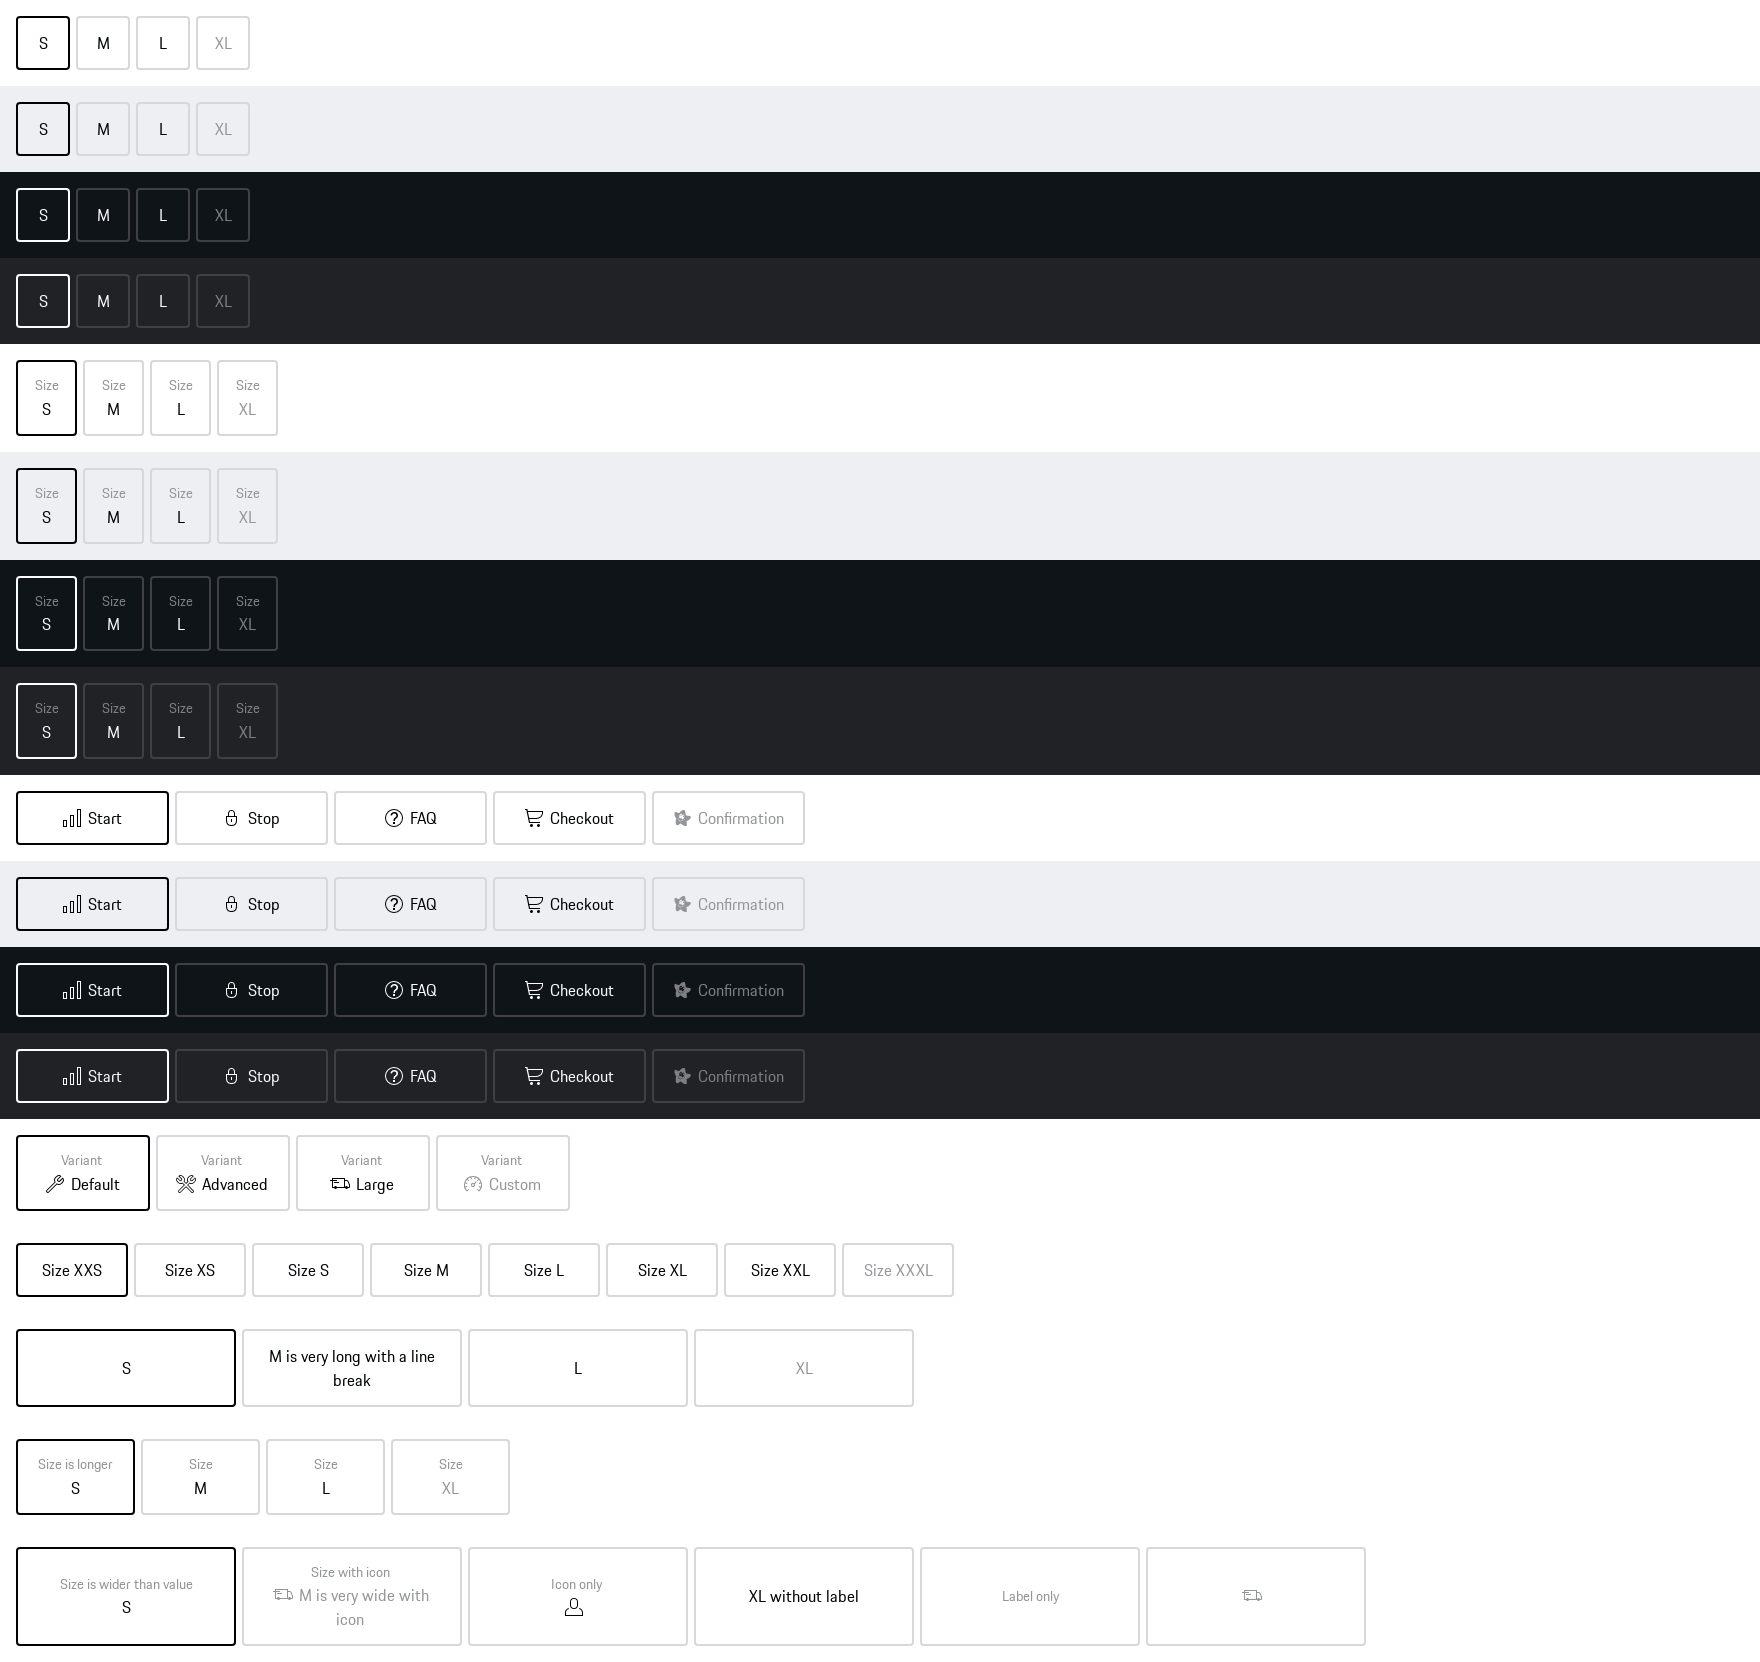 S M L XL
S M L XL
S M L XL
S M L XL
Size Size Size Size
S M L XL
Size Size Size Size
S M L XL
Size Size Size Size
S M L XL
Size Size Size Size
S M L XL
Start Stop FAQ Checkout Confirmation
Start Stop FAQ Checkout Confirmation
Start Stop FAQ Checkout Confirmation
Start Stop FAQ Checkout Confirmation
Variant Variant Variant Variant
Default Advanced Large Custom
Size XXS Size XS Size S Size M Size L Size XL Size XXL Size XXXL
S
M is very long with a line
break
L
XL
Size is longer Size Size Size
S M L XL
Size is wider than value
S
Size with icon
M is very wide with
icon
Icon only
XL without label
Label only